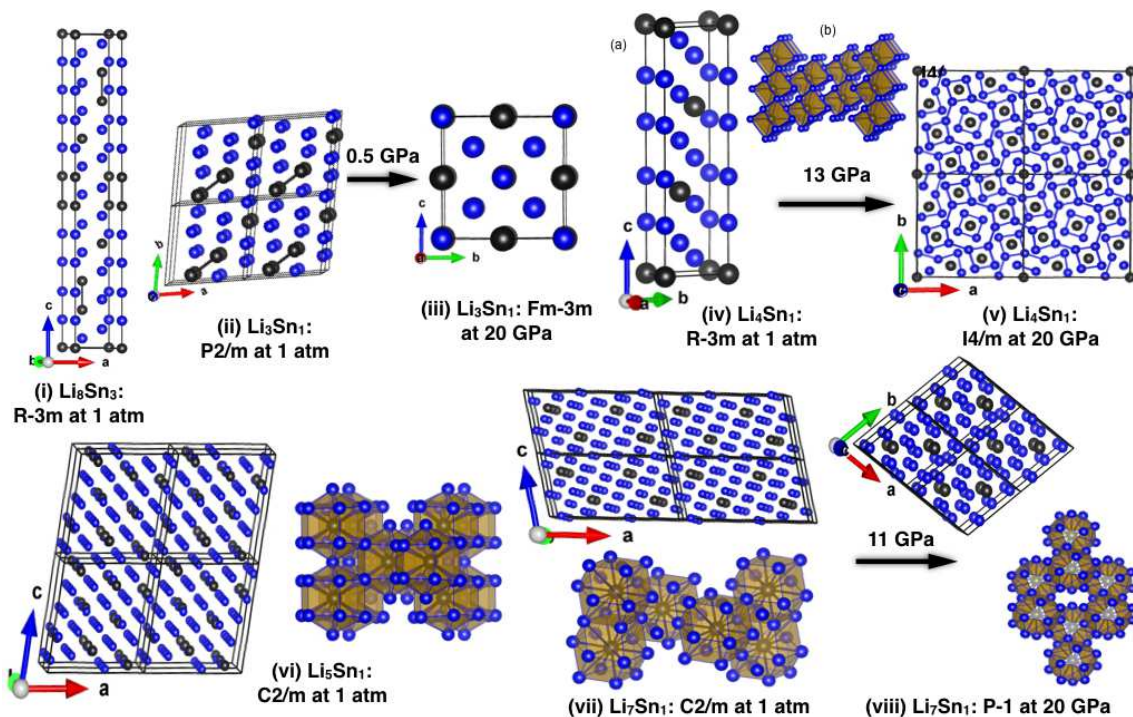 (a)
(b)
I4/
0.5 GPa
13 GPa
c
c
b
b
a
c
b
a
c
b
a
b
a
(i) Li₈Sn₃:
R-3m at 1 atm
(ii) Li₃Sn₁:
P2/m at 1 atm
(iii) Li₃Sn₁: Fm-3m
at 20 GPa
(iv) Li₄Sn₁:
R-3m at 1 atm
(v) Li₄Sn₁:
I4/m at 20 GPa
c
a
(vi) Li₅Sn₁:
C2/m at 1 atm
c
a
b
a
11 GPa
(vii) Li₇Sn₁: C2/m at 1 atm
(viii) Li₇Sn₁: P-1 at 20 GPa